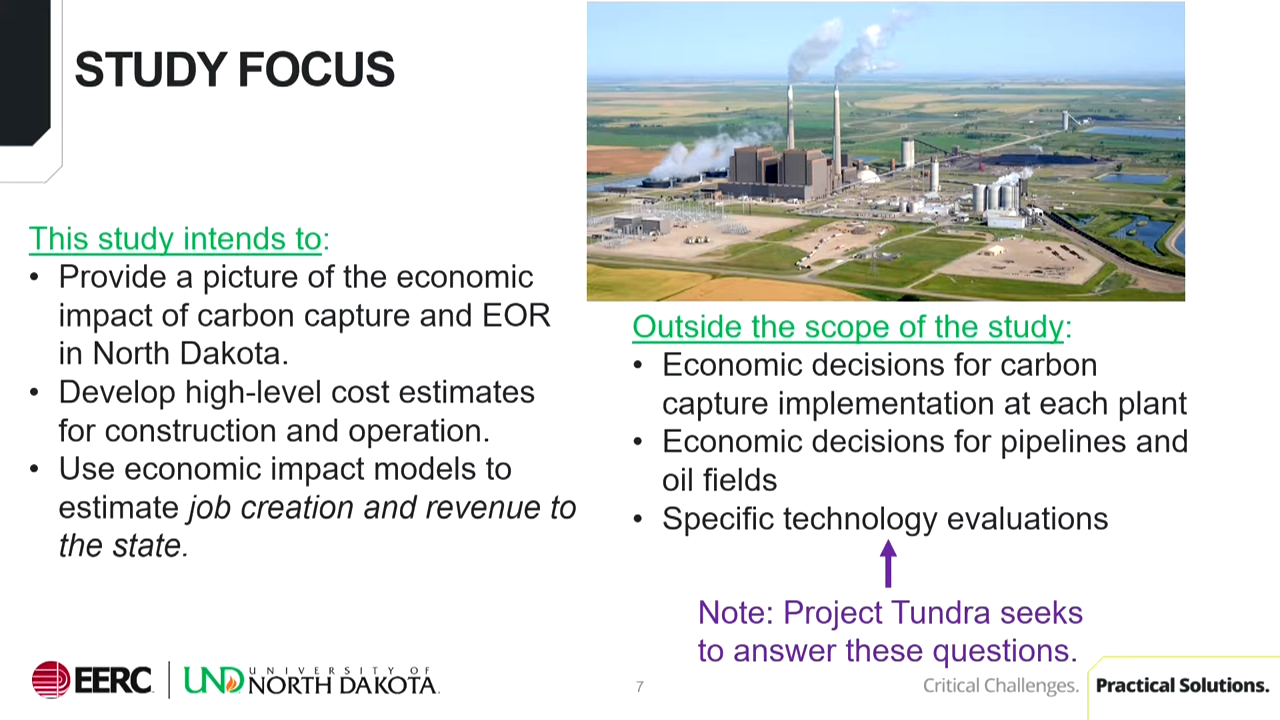 STUDY FOCUS
This study intends to:
• Provide a picture of the economic
impact of carbon capture and EOR
in North Dakota.
• Develop high-level cost estimates
for construction and operation.
• Use economic impact models to
estimate job creation and revenue to
the state.
Outside the scope of the study:
• Economic decisions for carbon
capture implementation at each plant
• Economic decisions for pipelines and
oil fields
• Specific technology evaluations
Note: Project Tundra seeks
to answer these questions.
EERC
UND
UNIVERSITY OF
NORTH DAKOTA
7
Critical Challenges.
Practical Solutions.